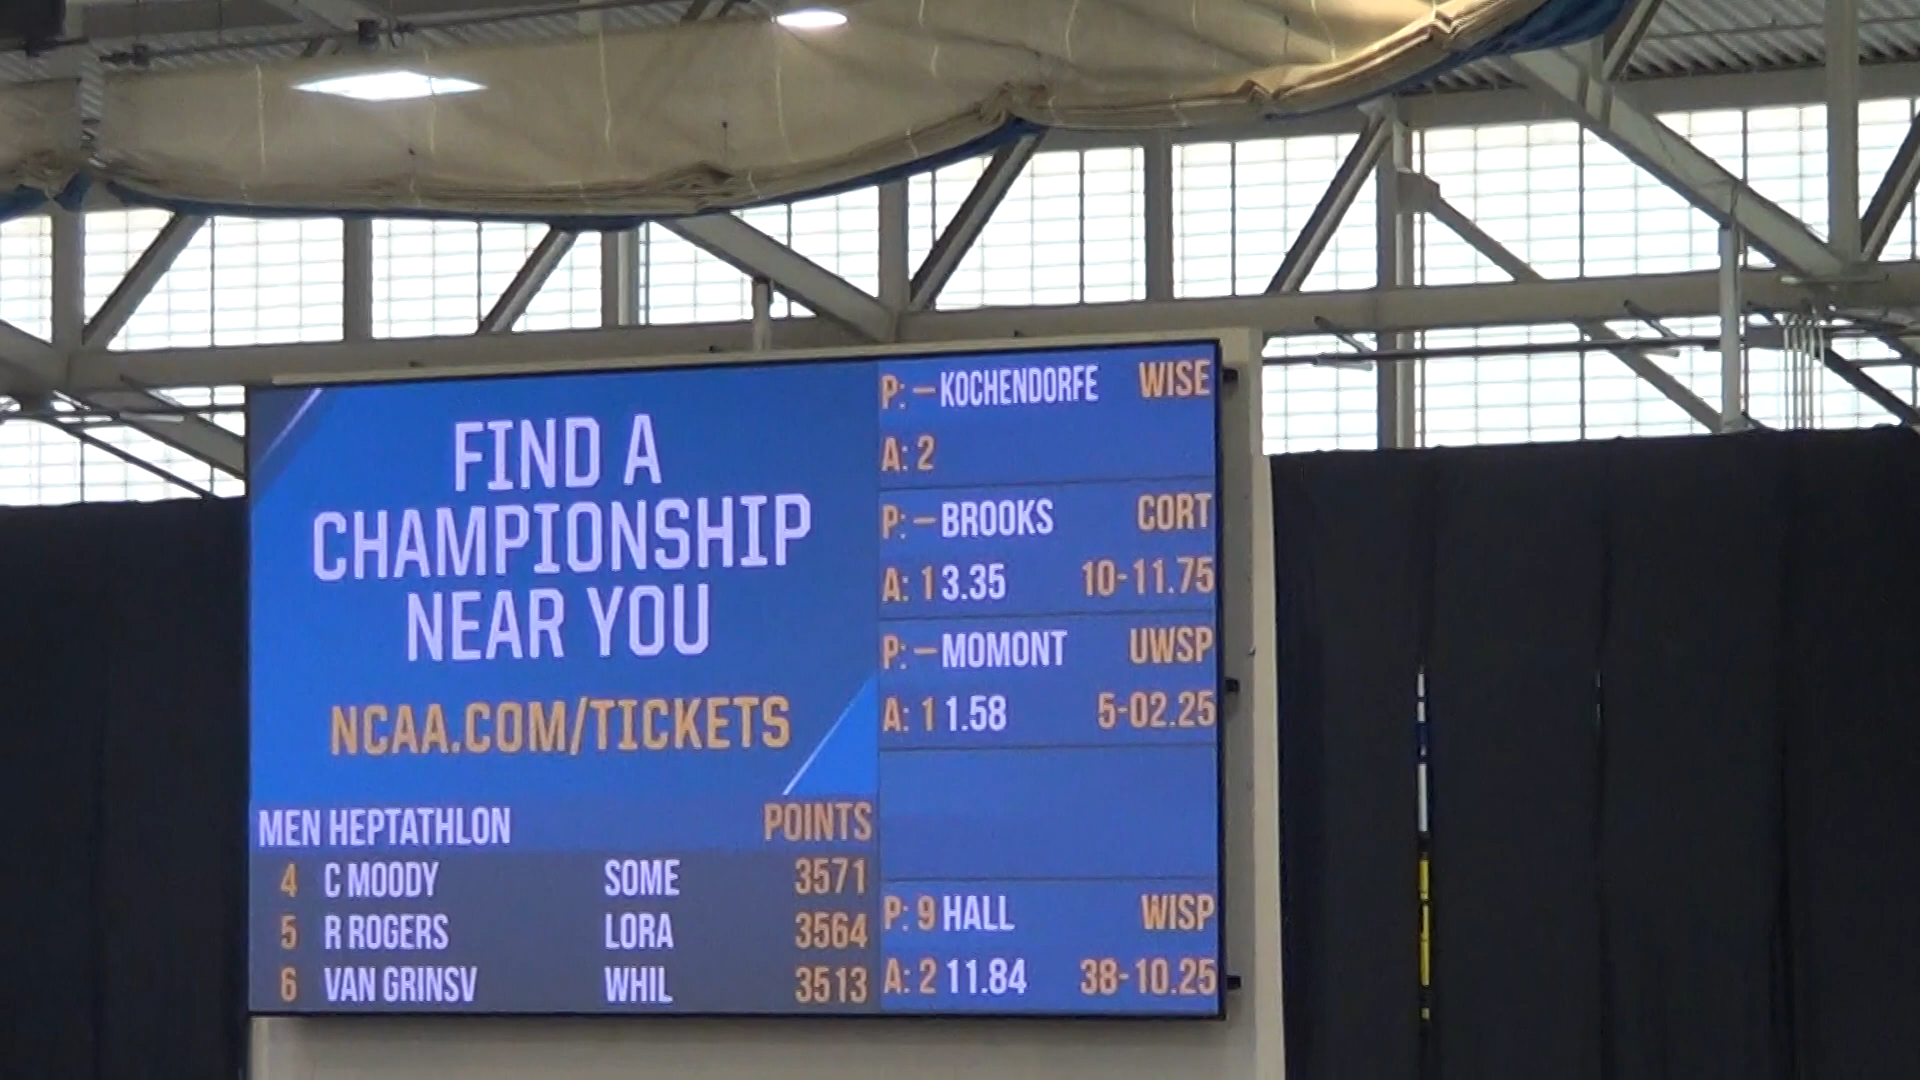 FIND A
CHAMPIONSHIP
NEAR YOU
NCAA.COM/TICKETS
MEN HEPTATHLON POINTS
4 C MOODY SOME 3571
5 R ROGERS LORA 3564
6 VAN GRINSV WHIL 3513
P: – KOCHENDORFE WISE
A: 2
P: – BROOKS CORT
A: 1 3.35 10-11.75
P: – MOMONT UWSP
A: 1 1.58 5-02.25
P: 9 HALL WISP
A: 2 11.84 38-10.25